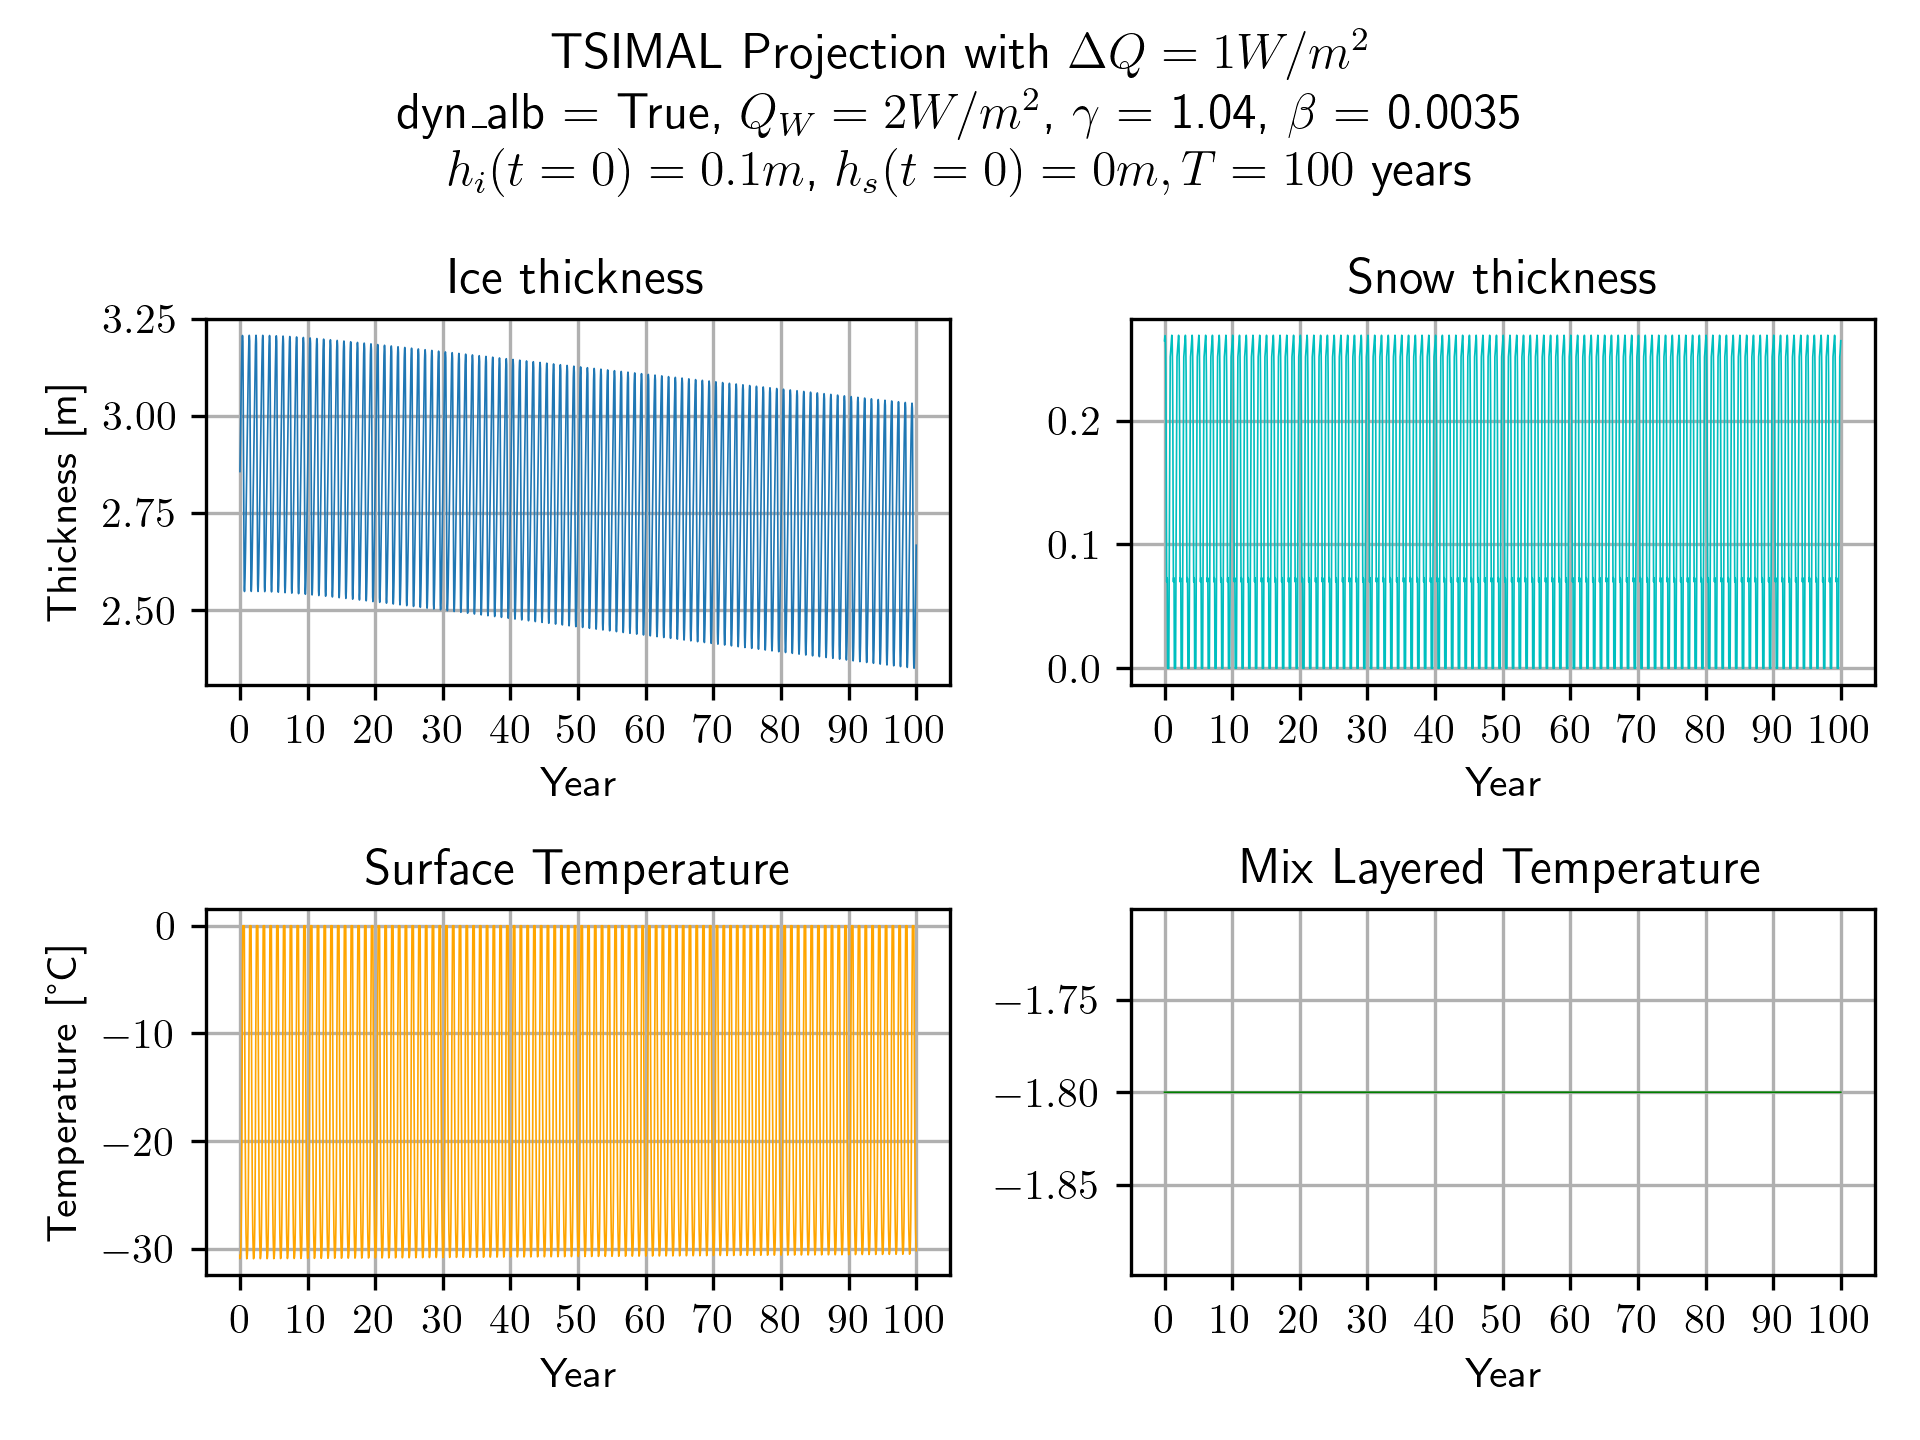 TSIMAL Projection with ΔQ = 1W/m²
dyn_alb = True, Q_W = 2W/m², γ = 1.04, β = 0.0035
h_i(t = 0) = 0.1m, h_s(t = 0) = 0m, T = 100 years
Ice thickness
Thickness [m]
3.25
3.00
2.75
2.50
0 10 20 30 40 50 60 70 80 90 100
Year
Snow thickness
0.2
0.1
0.0
0 10 20 30 40 50 60 70 80 90 100
Year
Surface Temperature
Temperature [°C]
0
−10
−20
−30
0 10 20 30 40 50 60 70 80 90 100
Year
Mix Layered Temperature
−1.75
−1.80
−1.85
0 10 20 30 40 50 60 70 80 90 100
Year